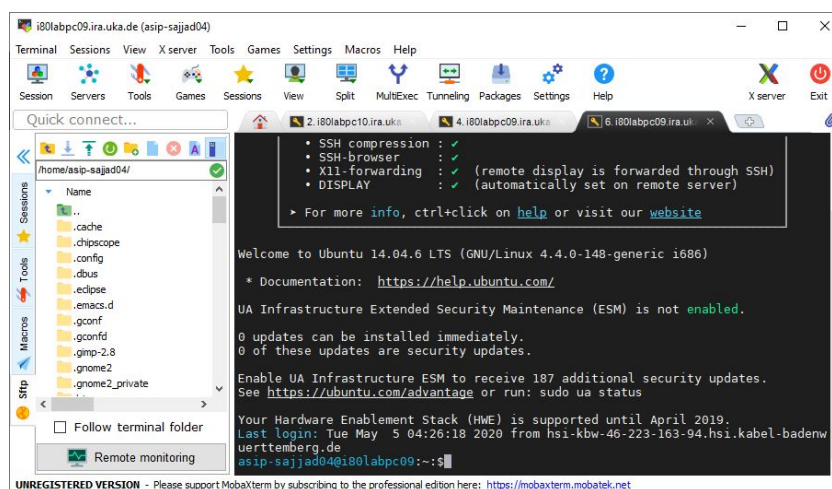 i80labpc09.ira.uka.de (asip-sajjad04)
Terminal Sessions View X server Tools Games Settings Macros Help
Session Servers Tools Games Sessions View Split MultiExec Tunneling Packages Settings Help X server Exit
Quick connect...
2. i80labpc10.ira.uka
4. i80labpc09.ira.uka
6. i80labpc09.ira.uk
/home/asip-sajjad04/
Sessions
Tools
Macros
Sftp
Name
..
.cache
.chipscope
.config
.dbus
.eclipse
.emacs.d
.gconf
.gconfd
.gimp-2.8
.gnome2
.gnome2_private
Follow terminal folder
Remote monitoring
• SSH compression : ✔
• SSH-browser : ✔
• X11-forwarding : ✔ (remote display is forwarded through SSH)
• DISPLAY : ✔ (automatically set on remote server)
➤ For more info, ctrl+click on help or visit our website
Welcome to Ubuntu 14.04.6 LTS (GNU/Linux 4.4.0-148-generic i686)
* Documentation: https://help.ubuntu.com/
UA Infrastructure Extended Security Maintenance (ESM) is not enabled.
0 updates can be installed immediately.
0 of these updates are security updates.
Enable UA Infrastructure ESM to receive 187 additional security updates.
See https://ubuntu.com/advantage or run: sudo ua status
Your Hardware Enablement Stack (HWE) is supported until April 2019.
Last login: Tue May 5 04:26:18 2020 from hsi-kbw-46-223-163-94.hsi.kabel-badenw
uerttemberg.de
asip-sajjad04@i80labpc09:~:$
UNREGISTERED VERSION - Please support MobaXterm by subscribing to the professional edition here: https://mobaxterm.mobatek.net